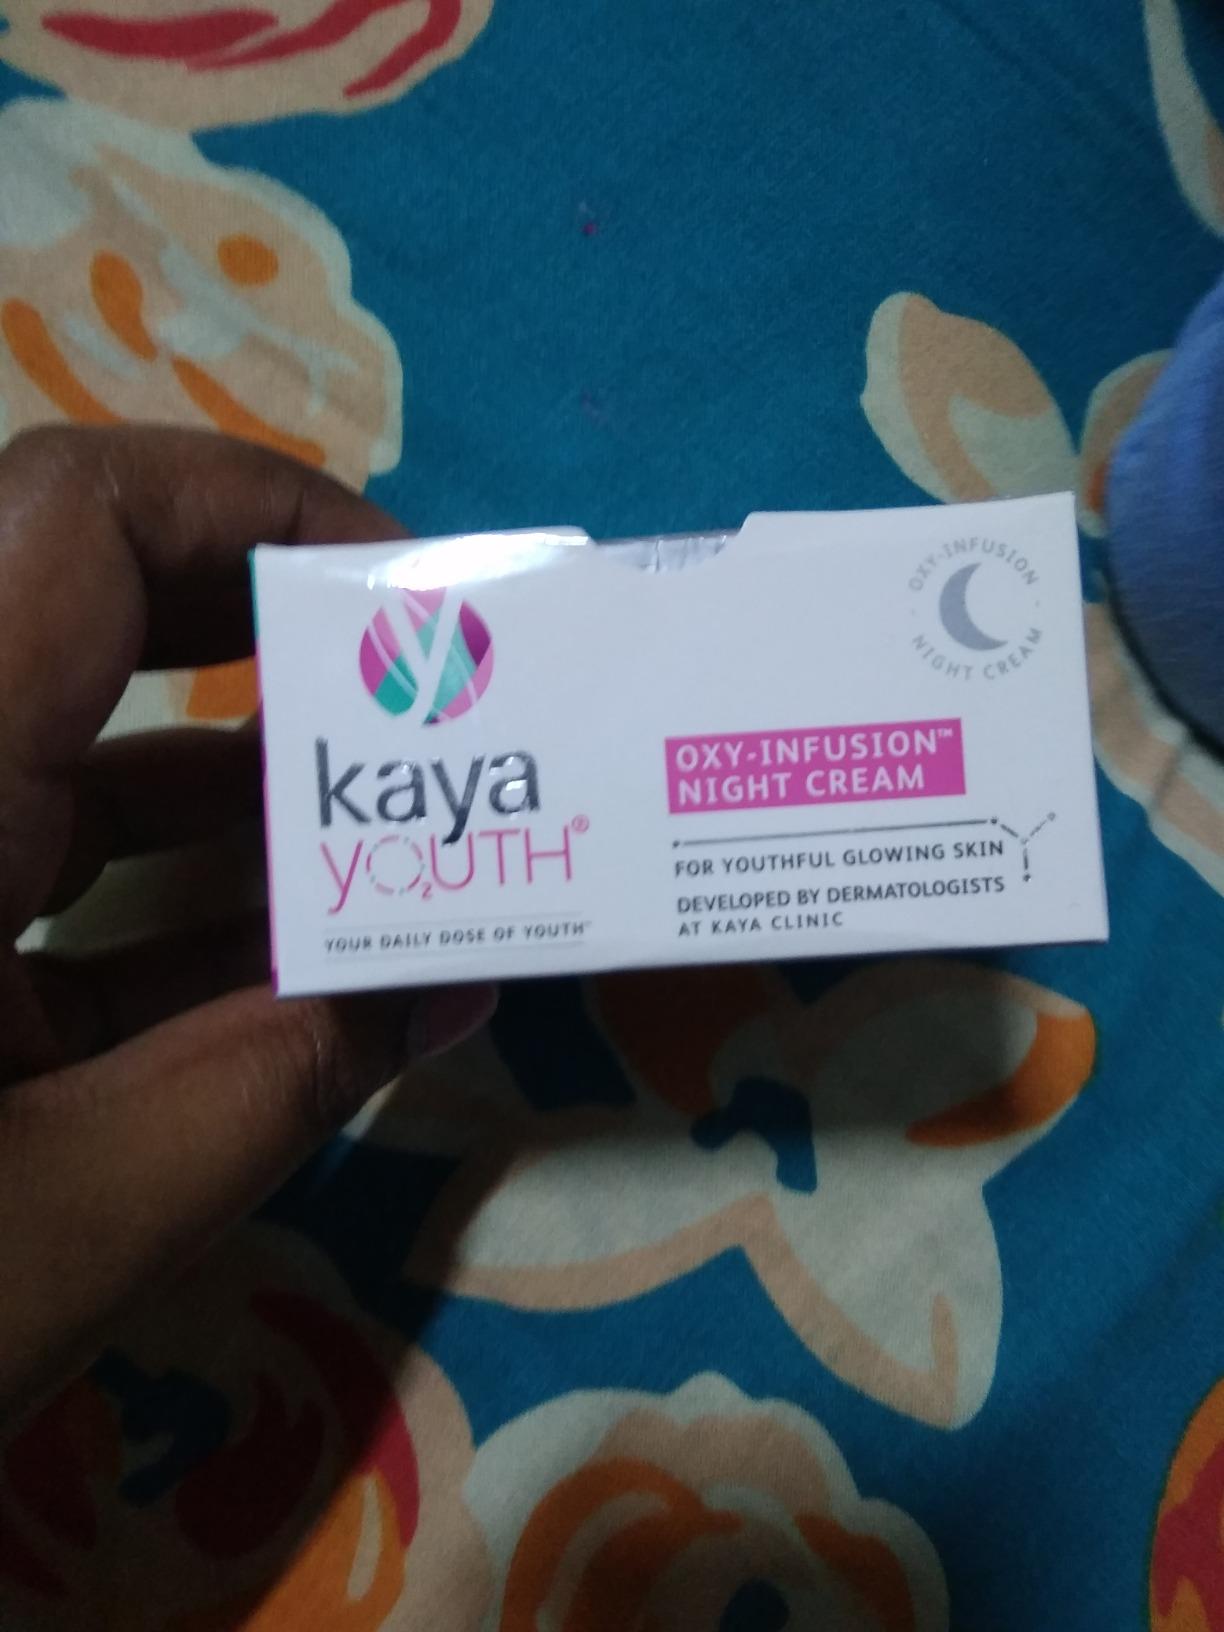 OXY-INFUSION
NIGHT CREAM
kaya
YO₂UTH®
YOUR DAILY DOSE OF YOUTH™
OXY-INFUSION™
NIGHT CREAM
FOR YOUTHFUL GLOWING SKIN
DEVELOPED BY DERMATOLOGISTS
AT KAYA CLINIC